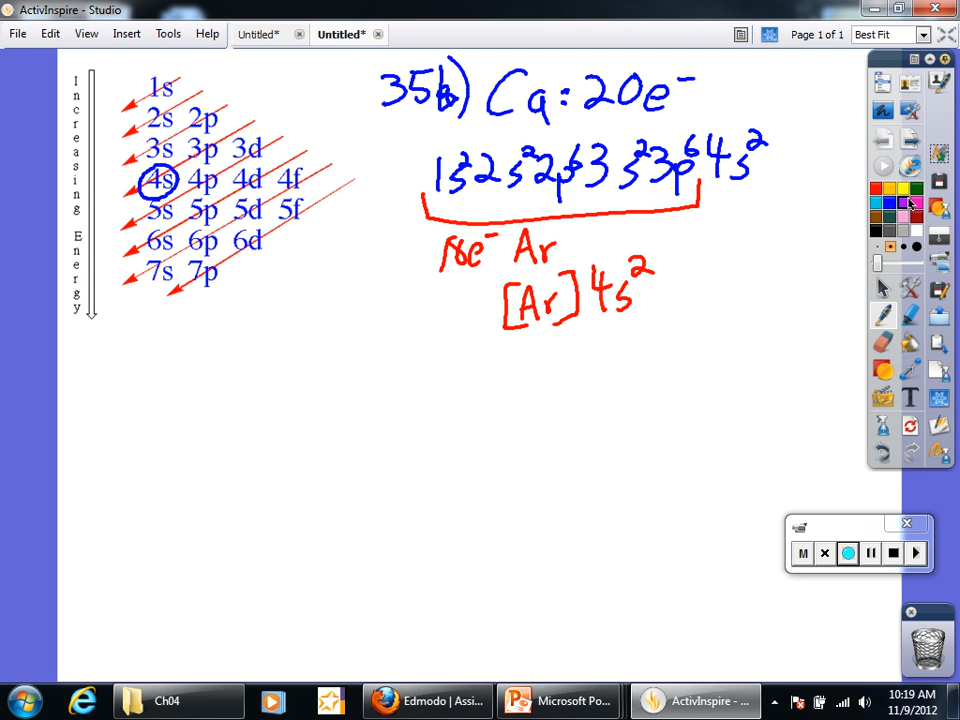 ActivInspire - Studio
File Edit View Insert Tools Help Untitled* Untitled* Page 1 of 1 Best Fit
Increasing Energy
1s
2s 2p
3s 3p 3d
4s 4p 4d 4f
5s 5p 5d 5f
6s 6p 6d
7s 7p
35b) Ca: 20e⁻
1s²2s²2p⁶3s²3p⁶4s²
18e⁻ Ar
[Ar]4s²
M
Ch04 Edmodo | Assi... Microsoft Po... ActivInspire - ... 10:19 AM
11/9/2012